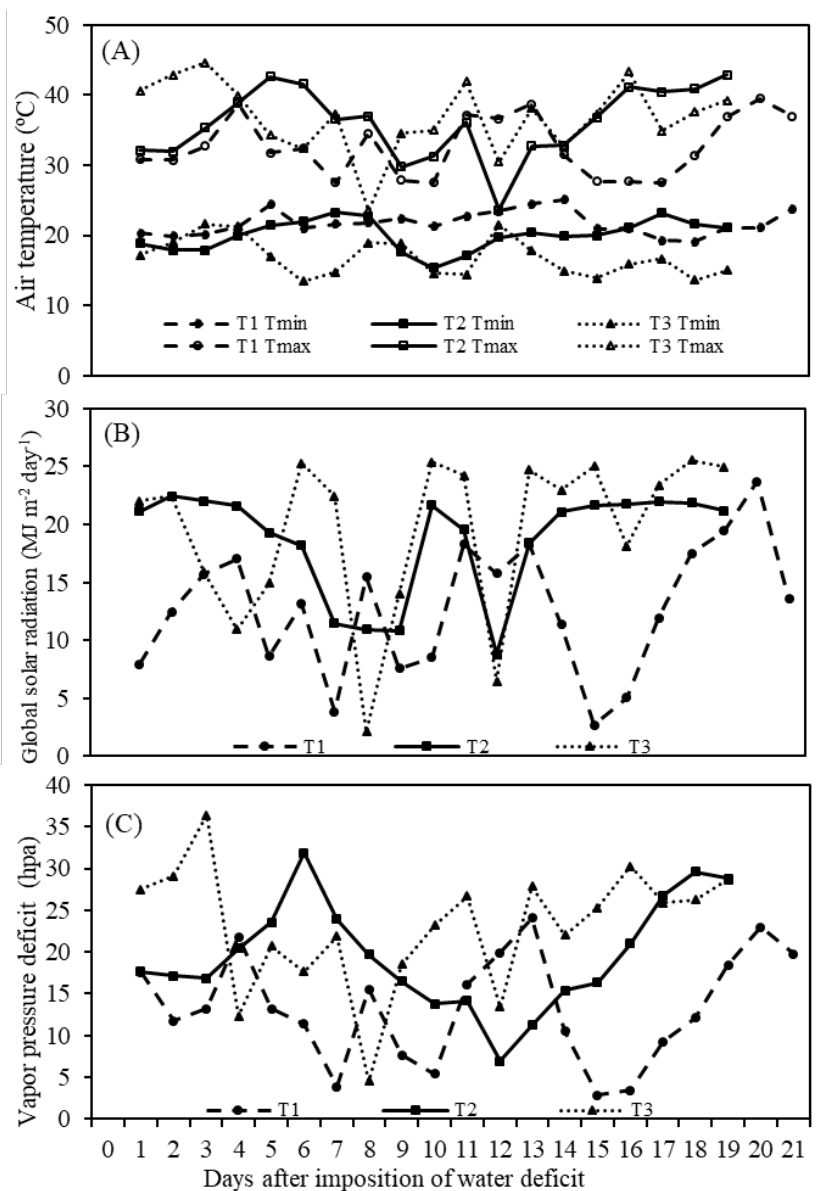 (A)
Air temperature (ºC)
50
40
30
20
10
0
T1 Tmin T2 Tmin T3 Tmin
T1 Tmax T2 Tmax T3 Tmax
(B)
Global solar radiation (MJ m⁻² day⁻¹)
30
25
20
15
10
5
0
T1 T2 T3
(C)
Vapor pressure deficit (hpa)
40
35
30
25
20
15
10
5
0
T1 T2 T3
0 1 2 3 4 5 6 7 8 9 10 11 12 13 14 15 16 17 18 19 20 21
Days after imposition of water deficit